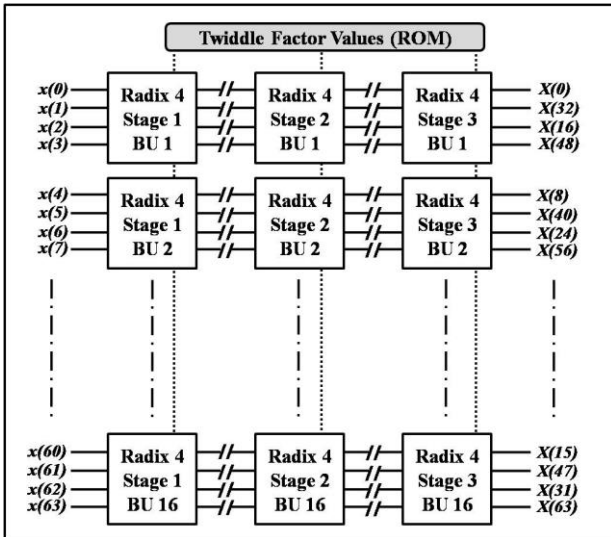 Twiddle Factor Values (ROM)
x(0)
x(1)
x(2)
x(3)
Radix 4
Stage 1
BU 1
Radix 4
Stage 2
BU 1
Radix 4
Stage 3
BU 1
X(0)
X(32)
X(16)
X(48)
x(4)
x(5)
x(6)
x(7)
Radix 4
Stage 1
BU 2
Radix 4
Stage 2
BU 2
Radix 4
Stage 3
BU 2
X(8)
X(40)
X(24)
X(56)
x(60)
x(61)
x(62)
x(63)
Radix 4
Stage 1
BU 16
Radix 4
Stage 2
BU 16
Radix 4
Stage 3
BU 16
X(15)
X(47)
X(31)
X(63)